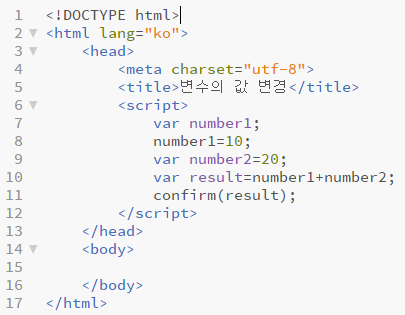 1 <!DOCTYPE html>
2 <html lang="ko">
3 <head>
4 <meta charset="utf-8">
5 <title>변수의 값 변경</title>
6 <script>
7 var number1;
8 number1=10;
9 var number2=20;
10 var result=number1+number2;
11 confirm(result);
12 </script>
13 </head>
14 <body>
15
16 </body>
17 </html>